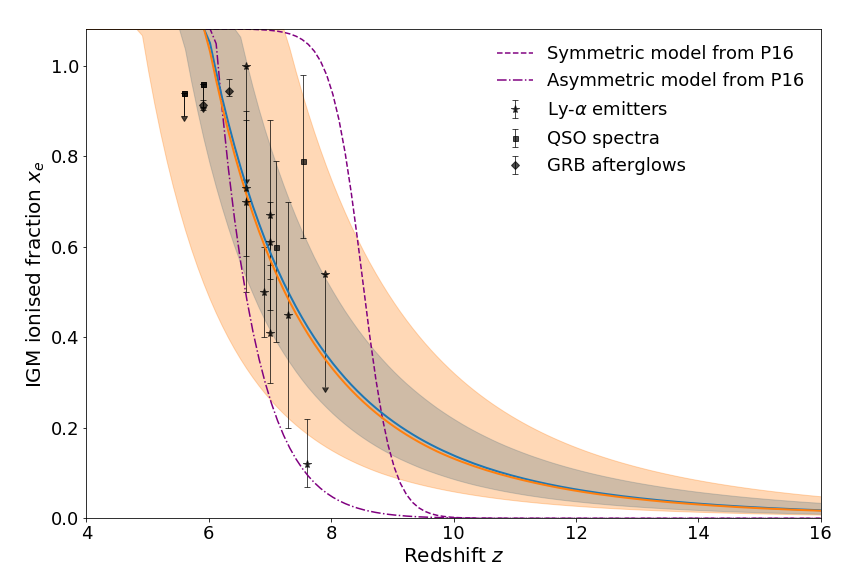 Symmetric model from P16
Asymmetric model from P16
Ly-α emitters
QSO spectra
GRB afterglows
IGM ionised fraction xₑ
1.0
0.8
0.6
0.4
0.2
0.0
4 6 8 10 12 14 16
Redshift z